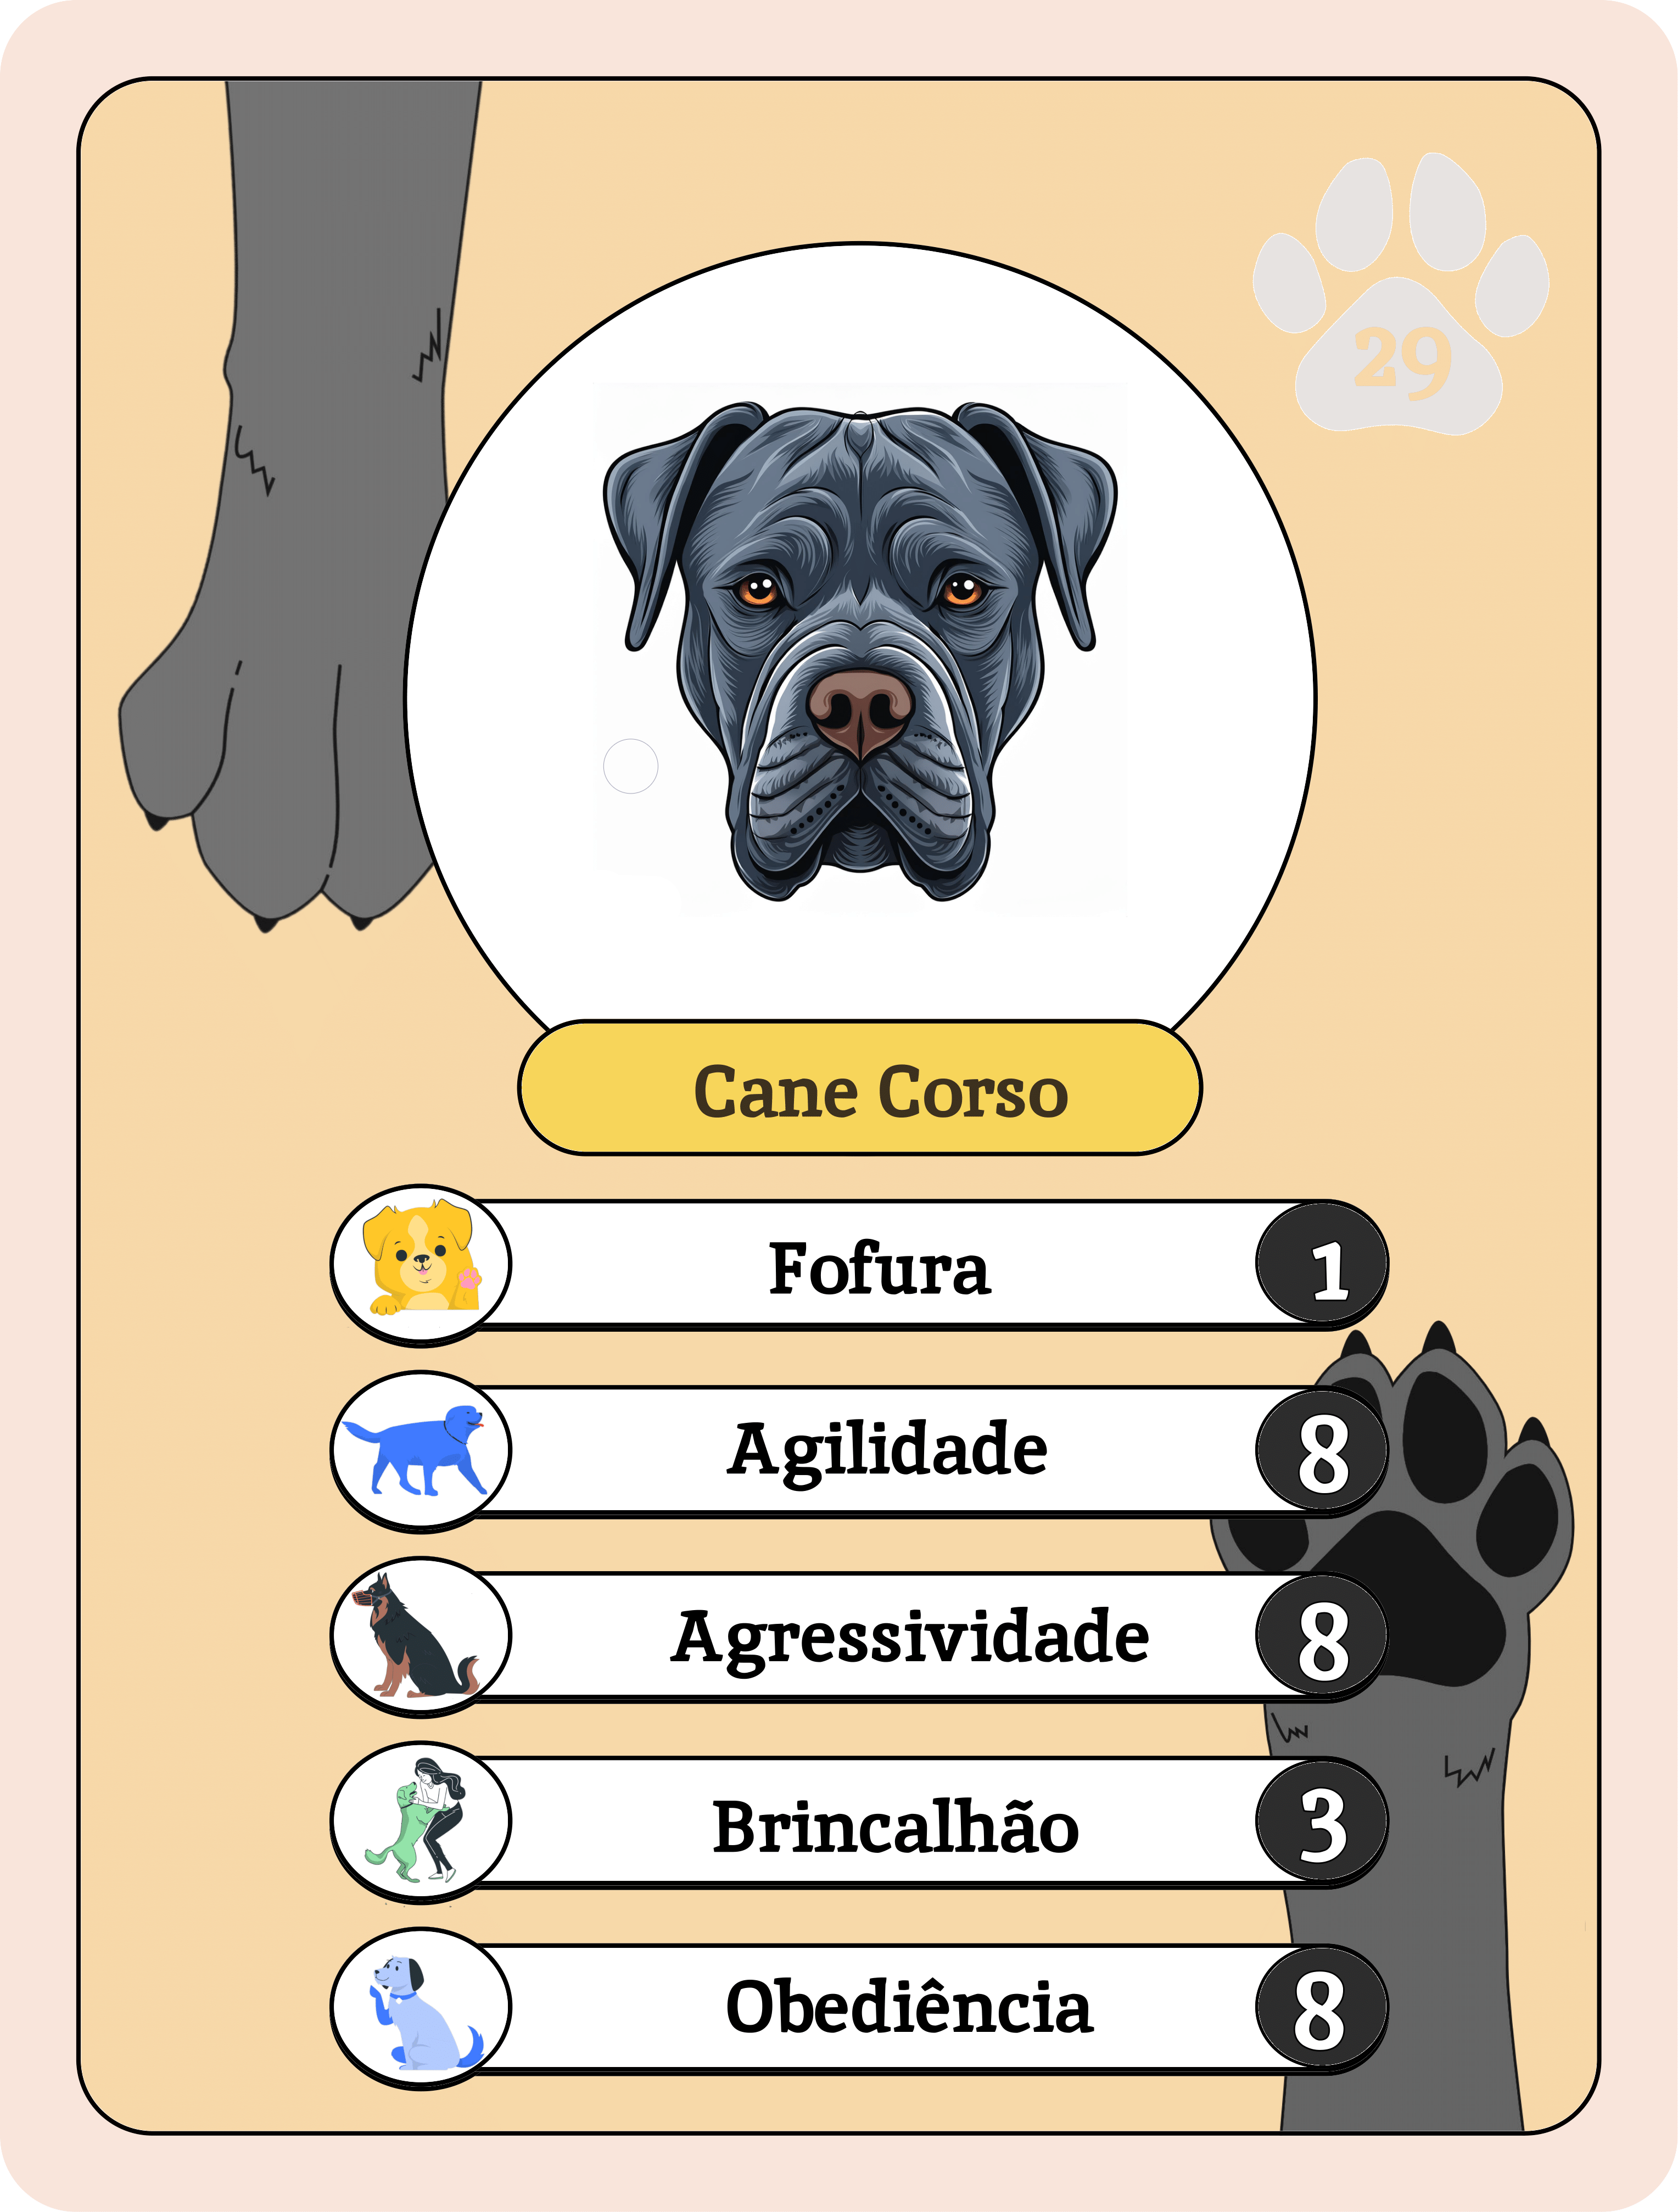 29
Cane Corso
Fofura 1
Agilidade 8
Agressividade 8
Brincalhão 3
Obediência 8